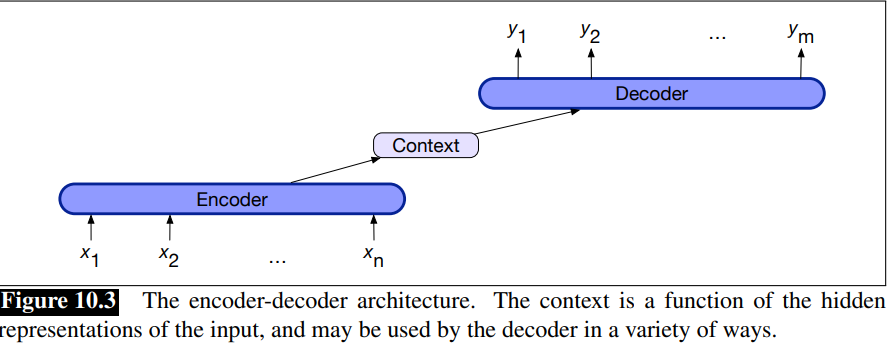 y1 y2 ... ym
Decoder
Context
Encoder
x1 x2 ... xn
Figure 10.3 The encoder-decoder architecture. The context is a function of the hidden
representations of the input, and may be used by the decoder in a variety of ways.